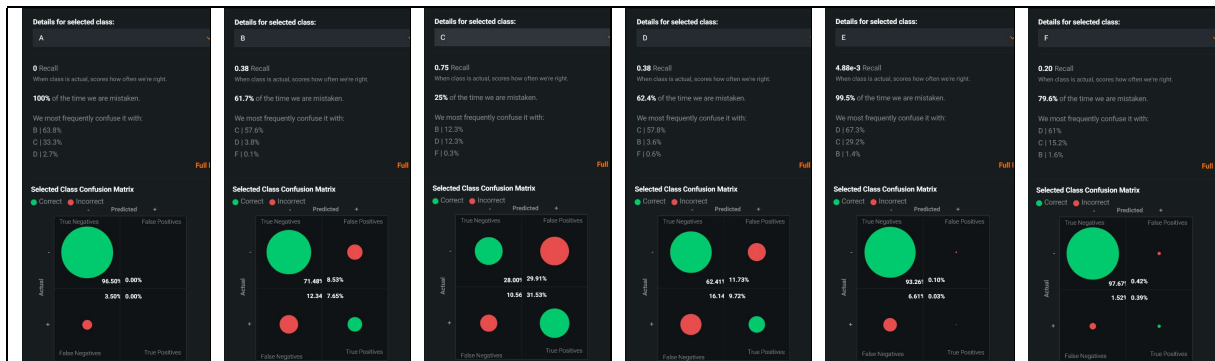 Details for selected class:
A
0 Recall
When class is actual, scores how often we're right.
100% of the time we are mistaken.
We most frequently confuse it with:
B | 63.8%
C | 33.3%
D | 2.7%
Full
Selected Class Confusion Matrix
Correct Incorrect
- Predicted +
True Negatives False Positives
-
96.50% 0.00%
Actual
3.50% 0.00%
+
False Negatives True Positives
Details for selected class:
B
0.38 Recall
When class is actual, scores how often we're right.
61.7% of the time we are mistaken.
We most frequently confuse it with:
C | 57.6%
D | 3.8%
F | 0.1%
Full
Selected Class Confusion Matrix
Correct Incorrect
- Predicted +
True Negatives False Positives
-
71.48% 8.53%
Actual
12.34 7.65%
+
False Negatives True Positives
Details for selected class:
C
0.75 Recall
When class is actual, scores how often we're right.
25% of the time we are mistaken.
We most frequently confuse it with:
B | 12.3%
D | 12.3%
F | 0.3%
Full
Selected Class Confusion Matrix
Correct Incorrect
- Predicted +
True Negatives False Positives
-
28.00% 29.91%
Actual
10.56 31.53%
+
False Negatives True Positives
Details for selected class:
D
0.38 Recall
When class is actual, scores how often we're right.
62.4% of the time we are mistaken.
We most frequently confuse it with:
C | 57.8%
B | 3.6%
F | 0.6%
Full
Selected Class Confusion Matrix
Correct Incorrect
- Predicted +
True Negatives False Positives
-
62.41% 11.73%
Actual
16.14 9.72%
+
False Negatives True Positives
Details for selected class:
E
4.88e-3 Recall
When class is actual, scores how often we're right.
99.5% of the time we are mistaken.
We most frequently confuse it with:
D | 67.3%
C | 29.2%
B | 1.4%
Full
Selected Class Confusion Matrix
Correct Incorrect
- Predicted +
True Negatives False Positives
-
93.26% 0.10%
Actual
6.61% 0.03%
+
False Negatives True Positives
Details for selected class:
F
0.20 Recall
When class is actual, scores how often we're right.
79.6% of the time we are mistaken.
We most frequently confuse it with:
D | 61%
C | 15.2%
B | 1.6%
Full
Selected Class Confusion Matrix
Correct Incorrect
- Predicted +
True Negatives False Positives
-
97.67% 0.42%
Actual
1.52% 0.39%
+
False Negatives True Positives